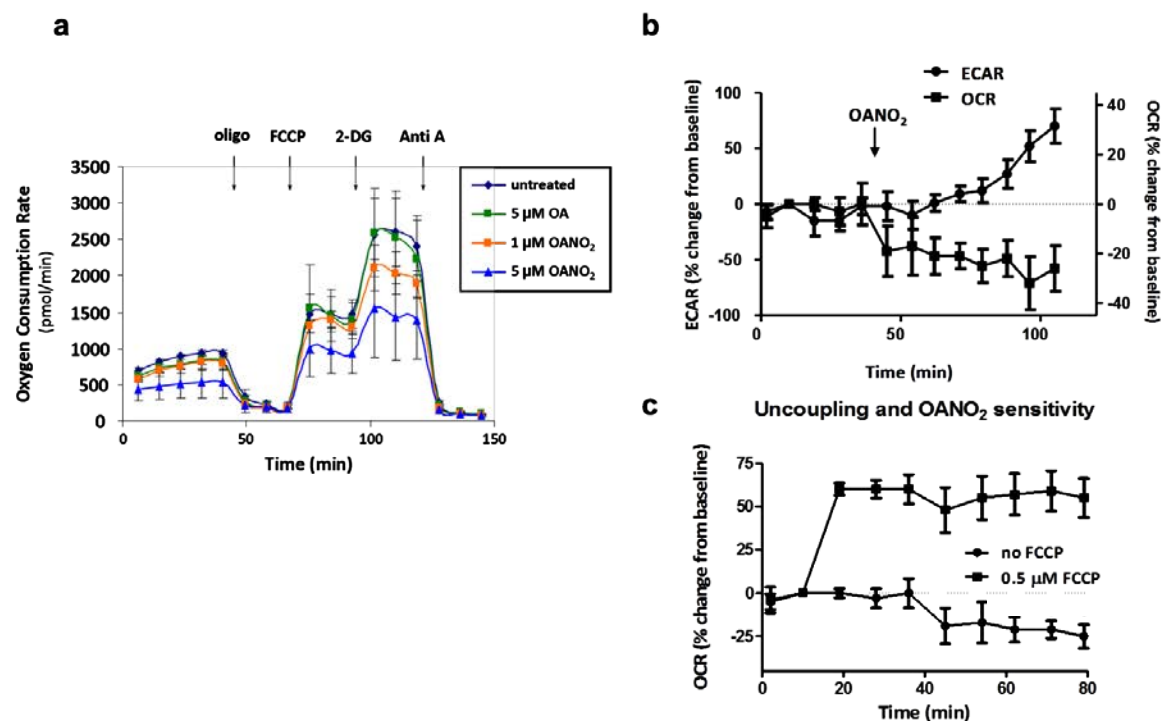 a
oligo FCCP 2-DG Anti A
3500
3000
2500
2000
1500
1000
500
0
Oxygen Consumption Rate
(pmol/min)
untreated
5 µM OA
1 µM OANO₂
5 µM OANO₂
0 50 100 150
Time (min)
b
ECAR
OCR
OANO₂
100
50
0
-50
-100
ECAR (% change from baseline)
40
20
0
-20
-40
OCR (% change from baseline)
0 50 100
Time (min)
c Uncoupling and OANO₂ sensitivity
75
50
25
0
-25
OCR (% change from baseline)
no FCCP
0.5 µM FCCP
0 20 40 60 80
Time (min)